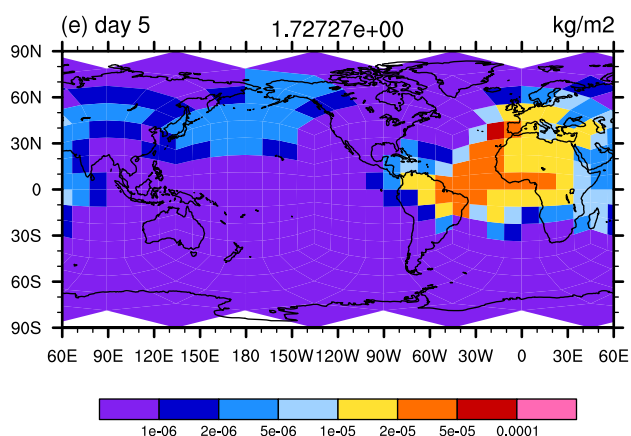 (e) day 5 1.72727e+00 kg/m2
90N
60N
30N
0
30S
60S
90S
60E 90E 120E 150E 180 150W 120W 90W 60W 30W 0 30E 60E
1e-06 2e-06 5e-06 1e-05 2e-05 5e-05 0.0001